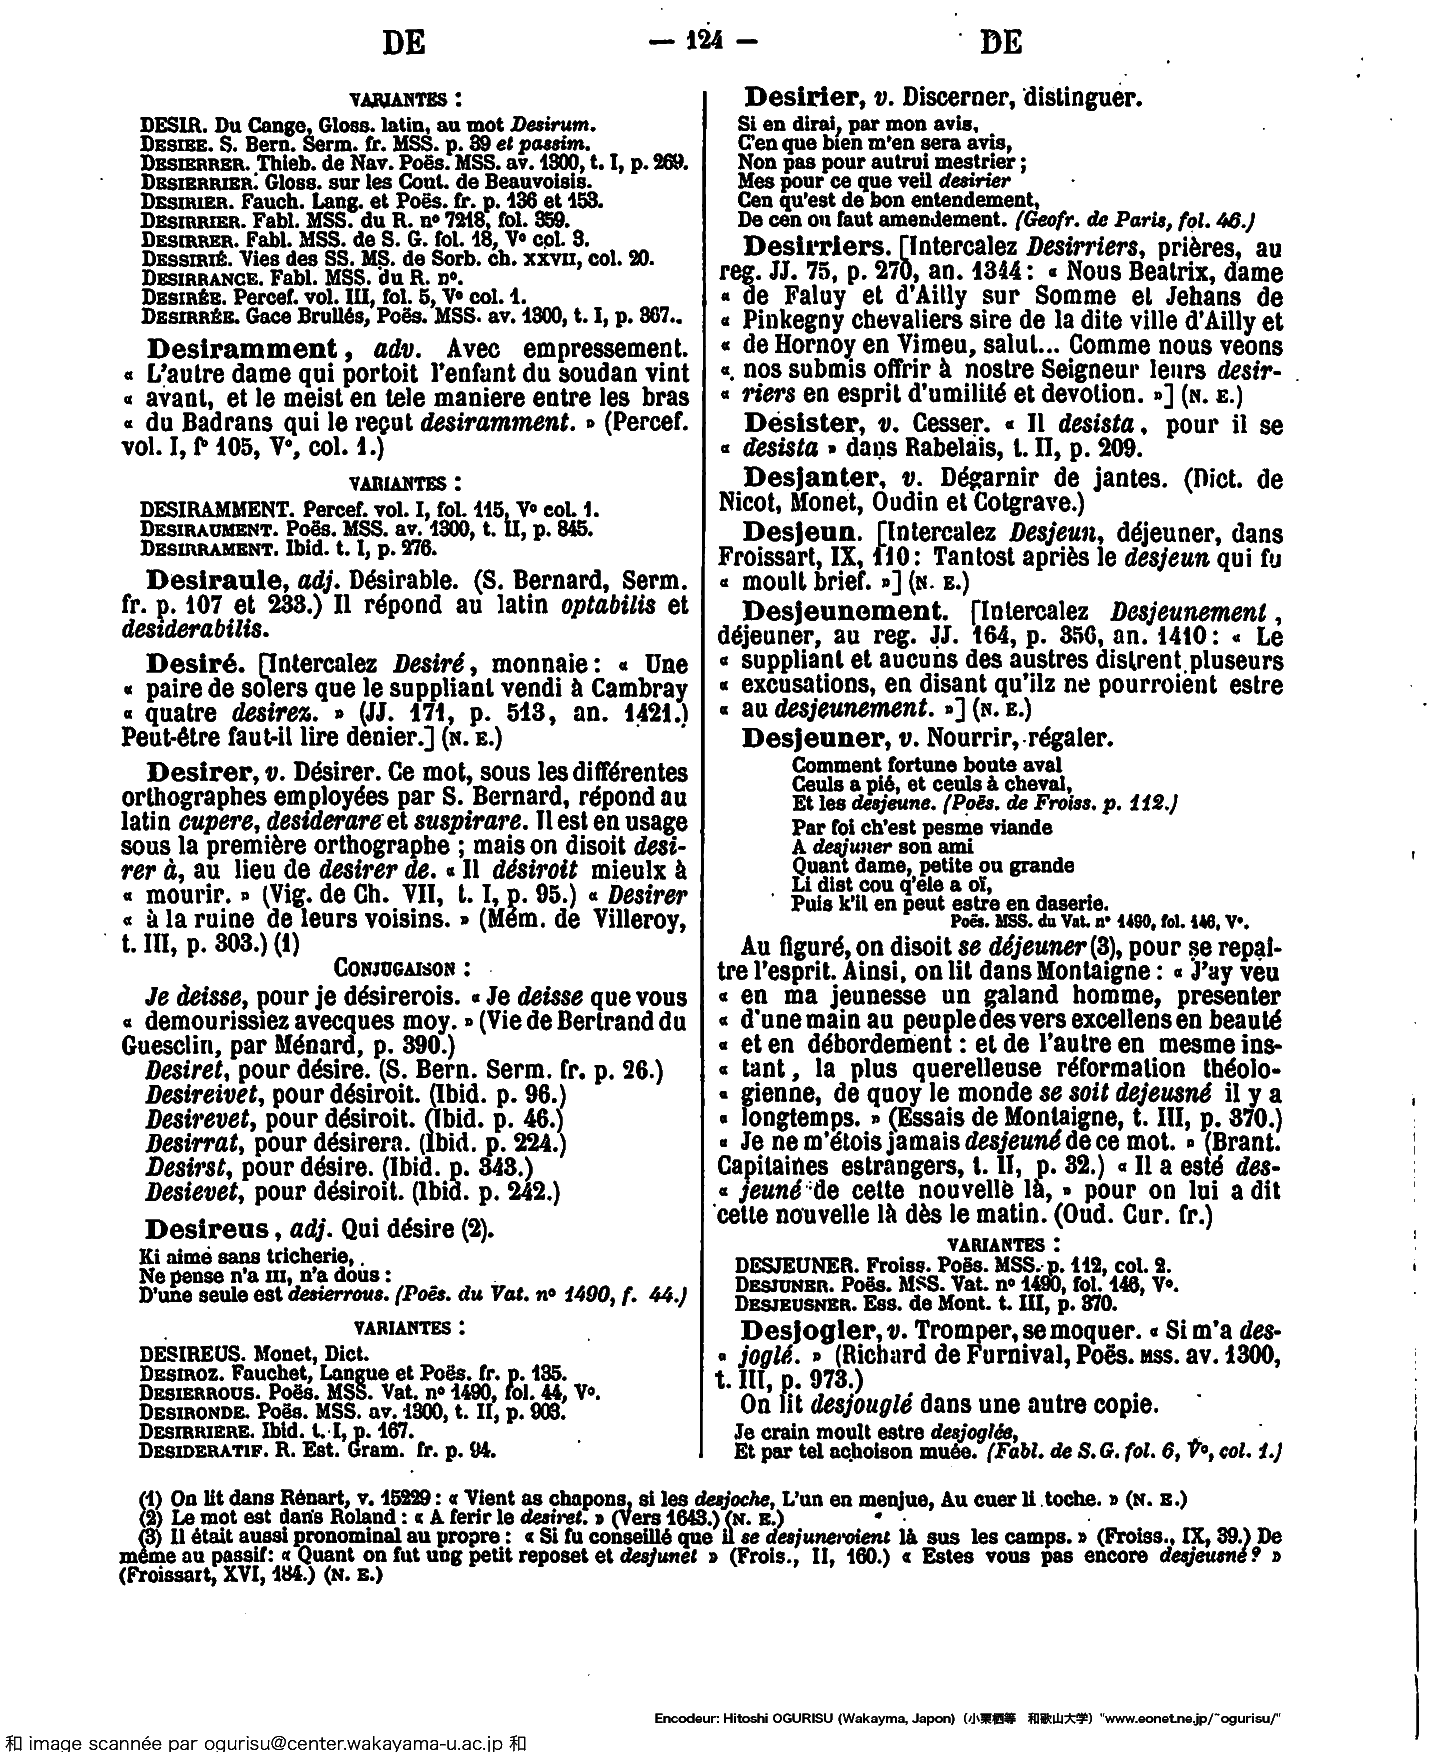 DE
— 124 —
DE
VARIANTES :
DESIR. Du Cange, Gloss. latin, au mot Desirum.
DESIEE. S. Bern. Serm. fr. MSS. p. 39 et passim.
DESIERRER. Thieb. de Nav. Poës. MSS. av. 1300, t. I, p. 269.
DESIERRIER. Gloss. sur les Cout. de Beauvoisis.
DESIRIER. Fauch. Lang. et Poës. fr. p. 136 et 153.
DESIRRIER. Fabl. MSS. du R. nº 7218, fol. 359.
DESIRRER. Fabl. MSS. de S. G. fol. 18, Vº col. 3.
DESSIRIÉ. Vies des SS. MS. de Sorb. ch. XXVII, col. 20.
DESIRRANCE. Fabl. MSS. du R. nº.
DESIRÉE. Percef. vol. III, fol. 5, Vº col. 1.
DESIRRÉE. Gace Brullés, Poës. MSS. av. 1300, t. I, p. 367..
Desiramment, adv. Avec empressement.
« L'autre dame qui portoit l'enfant du soudan vint
« avant, et le meist en tele maniere entre les bras
« du Badrans qui le reçut desiramment. » (Percef.
vol. I, fº 105, Vº, col. 1.)
VARIANTES :
DESIRAMMENT. Percef. vol. I, fol. 115, Vº col. 1.
DESIRAUMENT. Poës. MSS. av. 1300, t. II, p. 845.
DESIRRAMENT. Ibid. t. I, p. 276.
Desiraule, adj. Désirable. (S. Bernard, Serm.
fr. p. 107 et 233.) Il répond au latin optabilis et
desiderabilis.
Desiré. [Intercalez Desiré, monnaie : « Une
« paire de solers que le suppliant vendi à Cambray
« quatre desirez. » (JJ. 171, p. 513, an. 1421.)
Peut-être faut-il lire denier.] (N. E.)
Desirer, v. Désirer. Ce mot, sous les différentes
orthographes employées par S. Bernard, répond au
latin cupere, desiderare et suspirare. Il est en usage
sous la première orthographe ; mais on disoit desi-
rer à, au lieu de desirer de. « Il désiroit mieulx à
« mourir. » (Vig. de Ch. VII, t. I, p. 95.) « Desirer
« à la ruine de leurs voisins. » (Mém. de Villeroy,
t. III, p. 303.) (1)
CONJUGAISON :
Je deisse, pour je désirerois. « Je deisse que vous
« demourissiez avecques moy. » (Vie de Bertrand du
Guesclin, par Ménard, p. 390.)
Desiret, pour désire. (S. Bern. Serm. fr. p. 26.)
Desireivet, pour désiroit. (Ibid. p. 96.)
Desirevet, pour désiroit. (Ibid. p. 46.)
Desirrat, pour désirera. (Ibid. p. 224.)
Desirst, pour désire. (Ibid. p. 343.)
Desievet, pour désiroit. (Ibid. p. 242.)
Desireus, adj. Qui désire (2).
Ki aime sans tricherie,
Ne pense n'a III, n'a dous :
D'une seule est desierrous. (Poës. du Vat. nº 1490, f. 44.)
VARIANTES :
DESIREUS. Monet, Dict.
DESIROZ. Fauchet, Langue et Poës. fr. p. 135.
DESIERROUS. Poës. MSS. Vat. nº 1490, fol. 44, Vº.
DESIRONDE. Poës. MSS. av. 1300, t. II, p. 903.
DESIRRIERE. Ibid. t. I, p. 167.
DESIDERATIF. R. Est. Gram. fr. p. 94.
Desirier, v. Discerner, distinguer.
Si en dirai, par mon avis,
C'en que bien m'en sera avis,
Non pas pour autrui mestrier ;
Mes pour ce que veil desirier
Cen qu'est de bon entendement,
De cen ou faut amendement. (Geofr. de Paris, fol. 46.)
Desirriers. [Intercalez Desirriers, prières, au
reg. JJ. 75, p. 270, an. 1344 : « Nous Beatrix, dame
« de Faluy et d'Ailly sur Somme et Jehans de
« Pinkegny chevaliers sire de la dite ville d'Ailly et
« de Hornoy en Vimeu, salut... Comme nous veons
« nos submis offrir à nostre Seigneur leurs desir-
« riers en esprit d'umilité et devotion. »] (N. E.)
Désister, v. Cesser. « Il desista, pour il se
« desista » dans Rabelais, t. II, p. 209.
Desjanter, v. Dégarnir de jantes. (Dict. de
Nicot, Monet, Oudin et Cotgrave.)
Desjeun. [Intercalez Desjeun, déjeuner, dans
Froissart, IX, 110 : Tantost apriès le desjeun qui fu
« moult brief. »] (N. E.)
Desjeunement. [Intercalez Desjeunement,
déjeuner, au reg. JJ. 164, p. 356, an. 1410 : « Le
« suppliant et aucuns des austres distrent pluseurs
« excusations, en disant qu'ilz ne pourroient estre
« au desjeunement. »] (N. E.)
Desjeuner, v. Nourrir, régaler.
Comment fortune boute aval
Ceuls a pié, et ceuls à cheval,
Et les desjeune. (Poës. de Froiss. p. 112.)
Par foi ch'est pesme viande
A desjuner son ami
Quant dame, petite ou grande
Li dist cou q'ele a oï,
Puis k'il en peut estre en daserie.
Poës. MSS. du Vat. nº 1490, fol. 146, Vº.
Au figuré, on disoit se déjeuner (3), pour se repaî-
tre l'esprit. Ainsi, on lit dans Montaigne : « J'ay veu
« en ma jeunesse un galand homme, presenter
« d'une main au peuple des vers excellens en beauté
« et en débordement : et de l'autre en mesme ins-
« tant, la plus querelleuse réformation théolo-
« gienne, de quoy le monde se soit dejeusné il y a
« longtemps. » (Essais de Montaigne, t. III, p. 370.)
« Je ne m'étois jamais desjeuné de ce mot. » (Brant.
Capitaines estrangers, t. II, p. 32.) « Il a esté des-
« jeuné de cette nouvelle là, » pour on lui a dit
cette nouvelle là dès le matin. (Oud. Cur. fr.)
VARIANTES :
DESJEUNER. Froiss. Poës. MSS. p. 112, col. 2.
DESJUNER. Poës. MSS. Vat. nº 1490, fol. 146, Vº.
DESJEUSNER. Ess. de Mont. t. III, p. 370.
Desjogler, v. Tromper, se moquer. « Si m'a des-
« joglé. » (Richard de Furnival, Poës. MSS. av. 1300,
t. III, p. 973.)
On lit desjouglé dans une autre copie.
Je crain moult estre desjoglée,
Et par tel achoison muée. (Fabl. de S. G. fol. 6, Vº, col. 1.)
(1) On lit dans Rénart, v. 15229 : « Vient as chapons, si les desjoche, L'un en menjue, Au cuer li toche. » (N. E.)
(2) Le mot est dans Roland : « A ferir le desiret. » (Vers 1643.) (N. E.)
(3) Il était aussi pronominal au propre : « Si fu conseillé que il se desjuneroient là sus les camps. » (Froiss., IX, 39.) De
même au passif: « Quant on fut ung petit reposet et desjunet » (Frois., II, 160.) « Estes vous pas encore desjeusné ? »
(Froissart, XVI, 184.) (N. E.)
Encodeur: Hitoshi OGURISU (Wakayma, Japon) (小栗栖等 和歌山大学) "www.eonet.ne.jp/~ogurisu/"
和 image scannée par ogurisu@center.wakayama-u.ac.jp 和